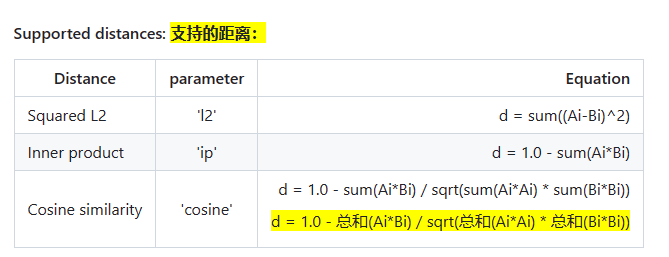 Supported distances: 支持的距离：
Distance parameter Equation
Squared L2 'l2' d = sum((Ai-Bi)^2)
Inner product 'ip' d = 1.0 - sum(Ai*Bi)
Cosine similarity 'cosine' d = 1.0 - sum(Ai*Bi) / sqrt(sum(Ai*Ai) * sum(Bi*Bi))
d = 1.0 - 总和(Ai*Bi) / sqrt(总和(Ai*Ai) * 总和(Bi*Bi))